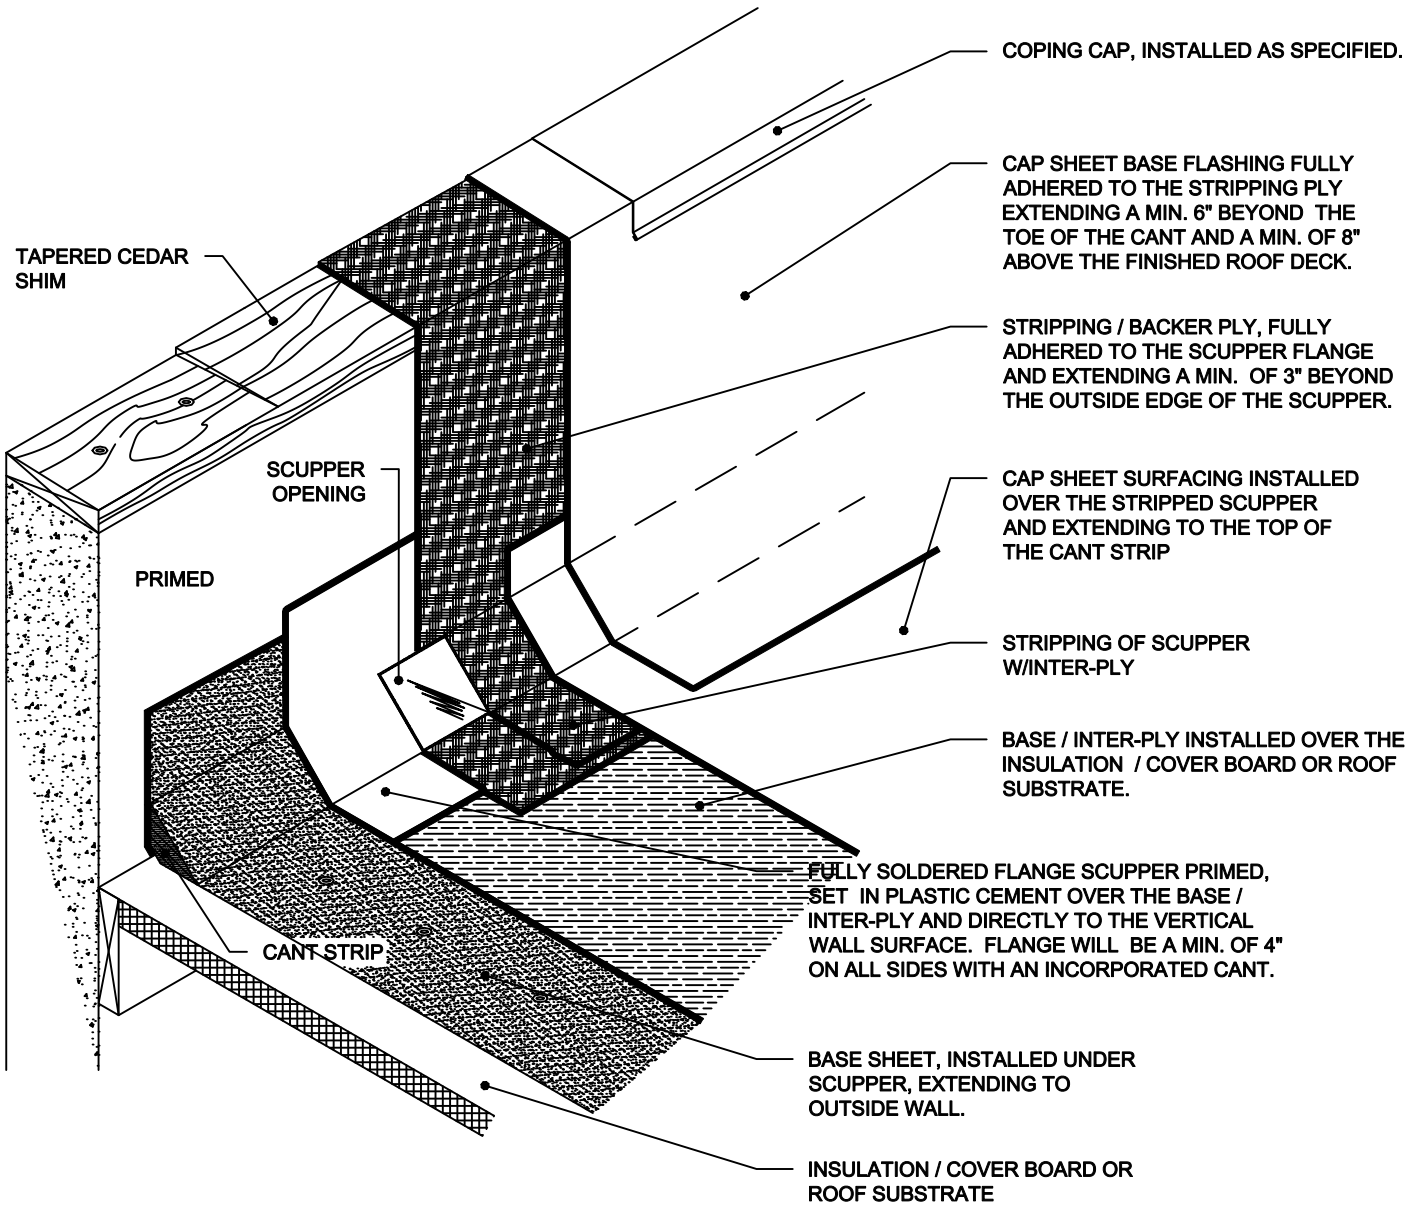 COPING CAP, INSTALLED AS SPECIFIED.
CAP SHEET BASE FLASHING FULLY
ADHERED TO THE STRIPPING PLY
EXTENDING A MIN. 6" BEYOND THE
TOE OF THE CANT AND A MIN. OF 8"
ABOVE THE FINISHED ROOF DECK.
TAPERED CEDAR
SHIM
STRIPPING / BACKER PLY, FULLY
ADHERED TO THE SCUPPER FLANGE
AND EXTENDING A MIN. OF 3" BEYOND
THE OUTSIDE EDGE OF THE SCUPPER.
SCUPPER
OPENING
CAP SHEET SURFACING INSTALLED
OVER THE STRIPPED SCUPPER
AND EXTENDING TO THE TOP OF
THE CANT STRIP
PRIMED
STRIPPING OF SCUPPER
W/INTER-PLY
BASE / INTER-PLY INSTALLED OVER THE
INSULATION / COVER BOARD OR ROOF
SUBSTRATE.
FULLY SOLDERED FLANGE SCUPPER PRIMED,
SET IN PLASTIC CEMENT OVER THE BASE /
INTER-PLY AND DIRECTLY TO THE VERTICAL
WALL SURFACE. FLANGE WILL BE A MIN. OF 4"
ON ALL SIDES WITH AN INCORPORATED CANT.
CANT STRIP
BASE SHEET, INSTALLED UNDER
SCUPPER, EXTENDING TO
OUTSIDE WALL.
INSULATION / COVER BOARD OR
ROOF SUBSTRATE